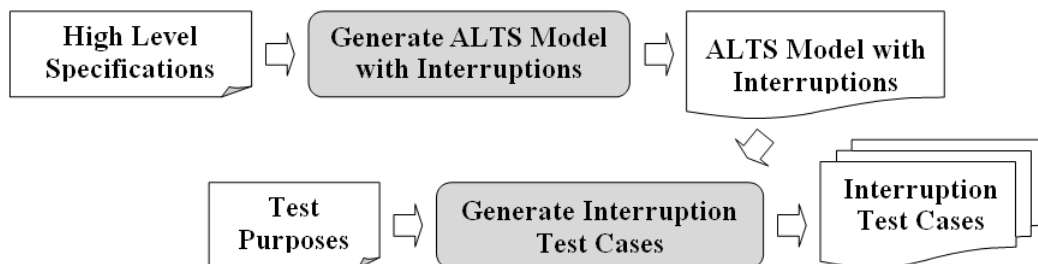 High Level
Specifications
Generate ALTS Model
with Interruptions
ALTS Model with
Interruptions
Test
Purposes
Generate Interruption
Test Cases
Interruption
Test Cases